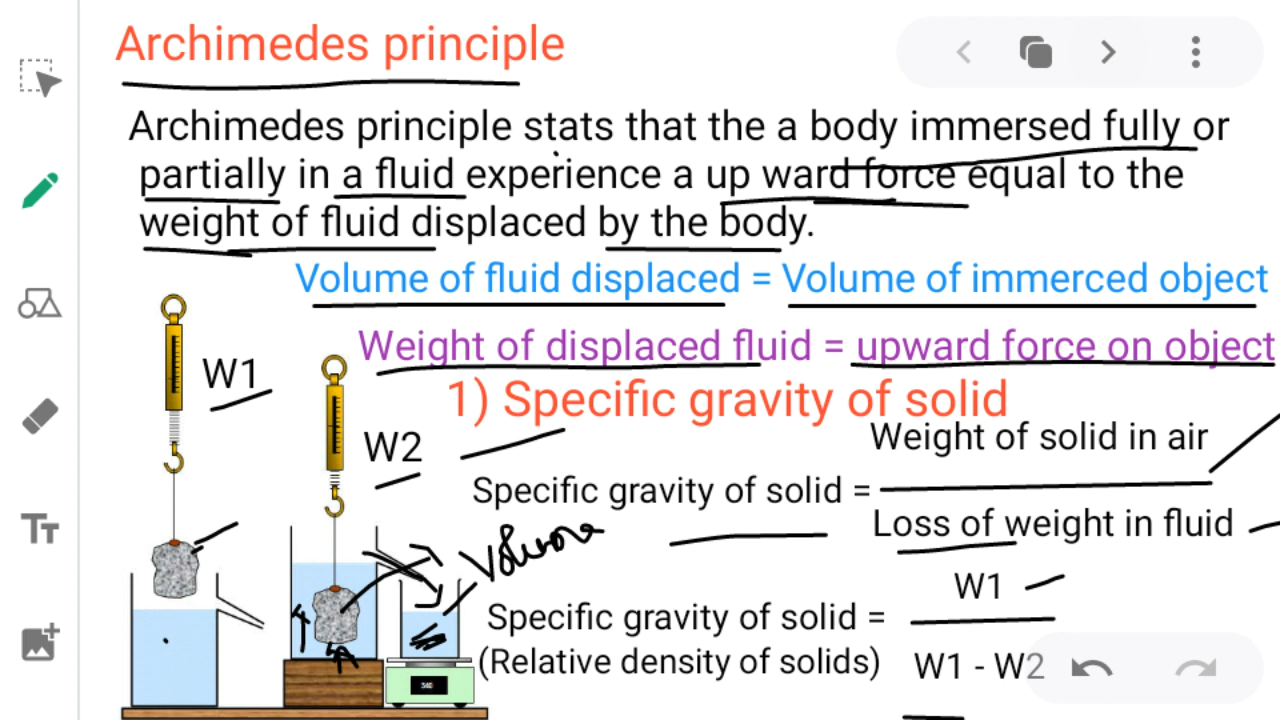 Archimedes principle
Archimedes principle stats that the a body immersed fully or
partially in a fluid experience a up ward force equal to the
weight of fluid displaced by the body.
Volume of fluid displaced = Volume of immerced object
Weight of displaced fluid = upward force on object
W1
1) Specific gravity of solid
W2
Weight of solid in air
Specific gravity of solid =
Loss of weight in fluid
Volume
W1
Specific gravity of solid =
(Relative density of solids)
W1 - W2
340
Tт